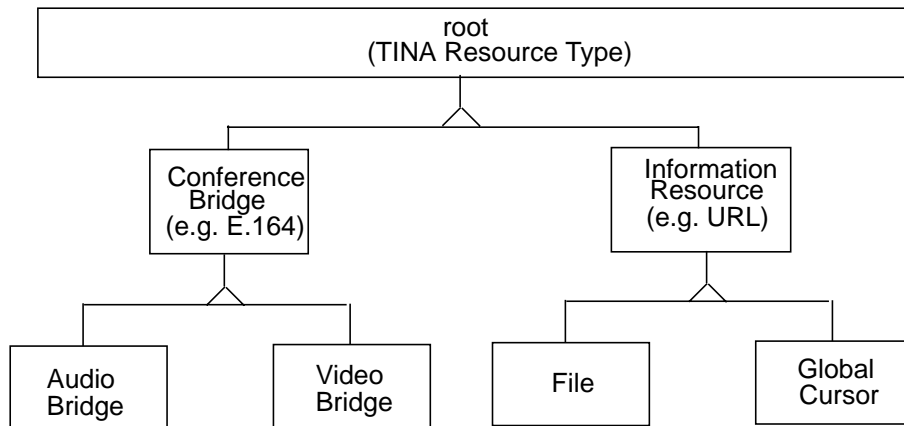 root
(TINA Resource Type)
Conference
Bridge
(e.g. E.164)
Information
Resource
(e.g. URL)
Audio
Bridge
Video
Bridge
File
Global
Cursor